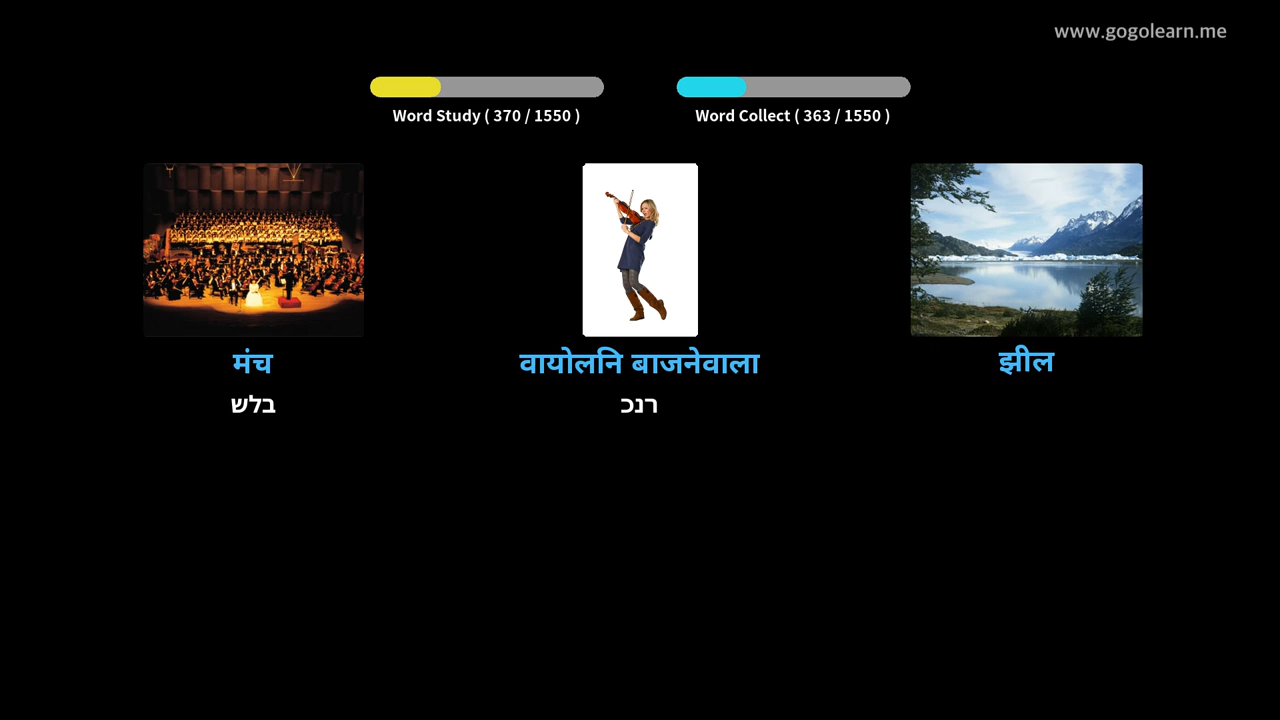 www.gogolearn.me
Word Study ( 370 / 1550 )
Word Collect ( 363 / 1550 )
मंच
वायोलनि बाजनेवाला
झील
בלש
רנכ